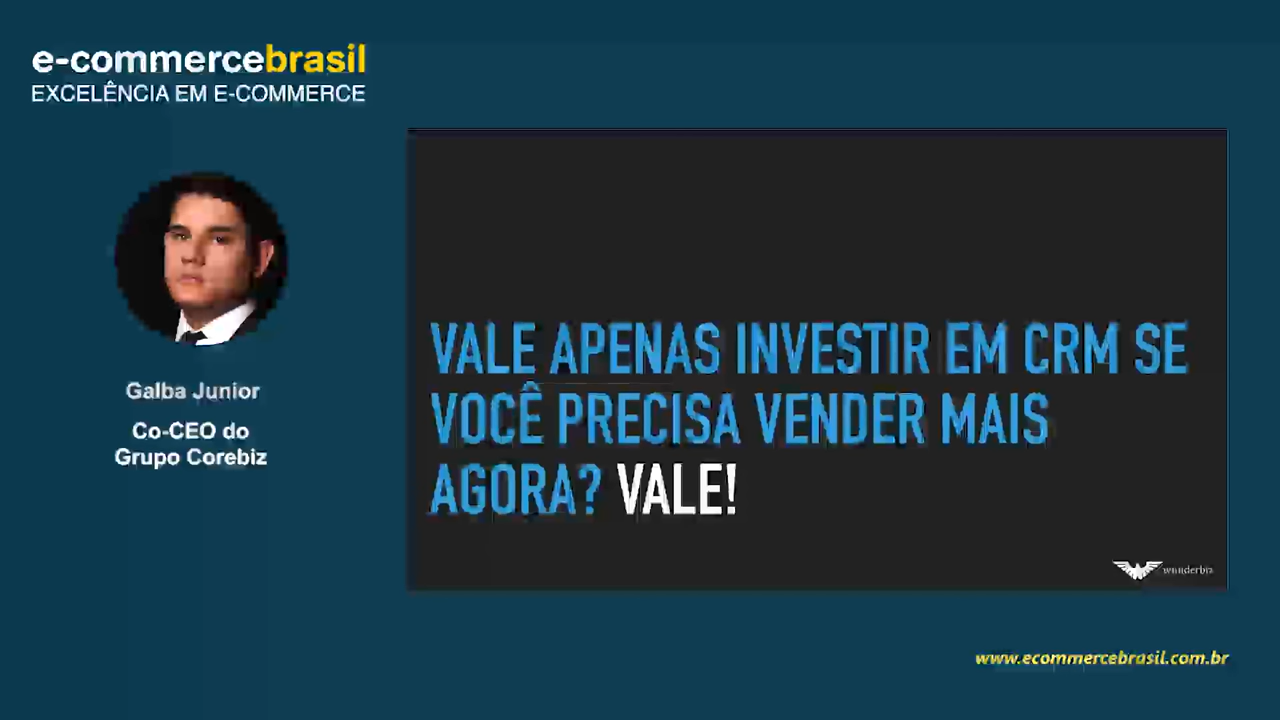 e-commercebrasil
EXCELÊNCIA EM E-COMMERCE
Galba Junior
Co-CEO do
Grupo Corebiz
VALE APENAS INVESTIR EM CRM SE
VOCÊ PRECISA VENDER MAIS
AGORA? VALE!
wunderbiz
www.ecommercebrasil.com.br